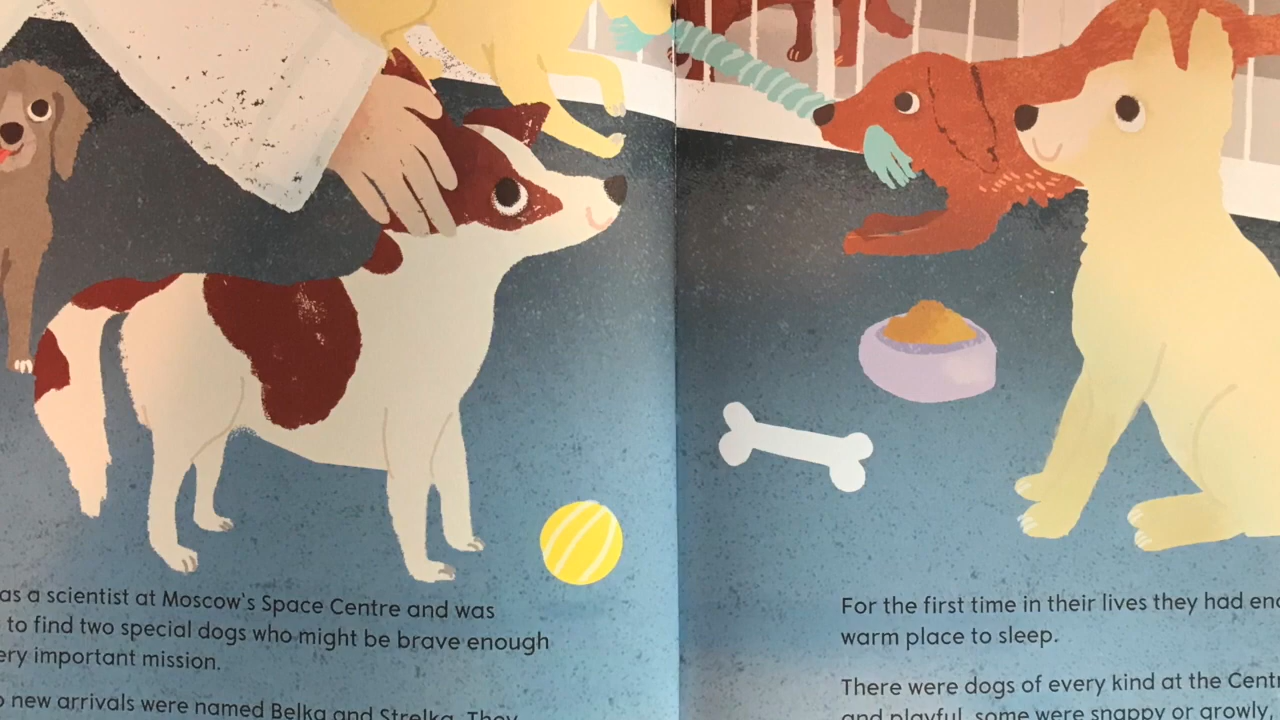 as a scientist at Moscow's Space Centre and was
to find two special dogs who might be brave enough
ery important mission.
o new arrivals were named Belka and Strelka. They
For the first time in their lives they had eno
warm place to sleep.
There were dogs of every kind at the Centr
and playful, some were snappy or growly,